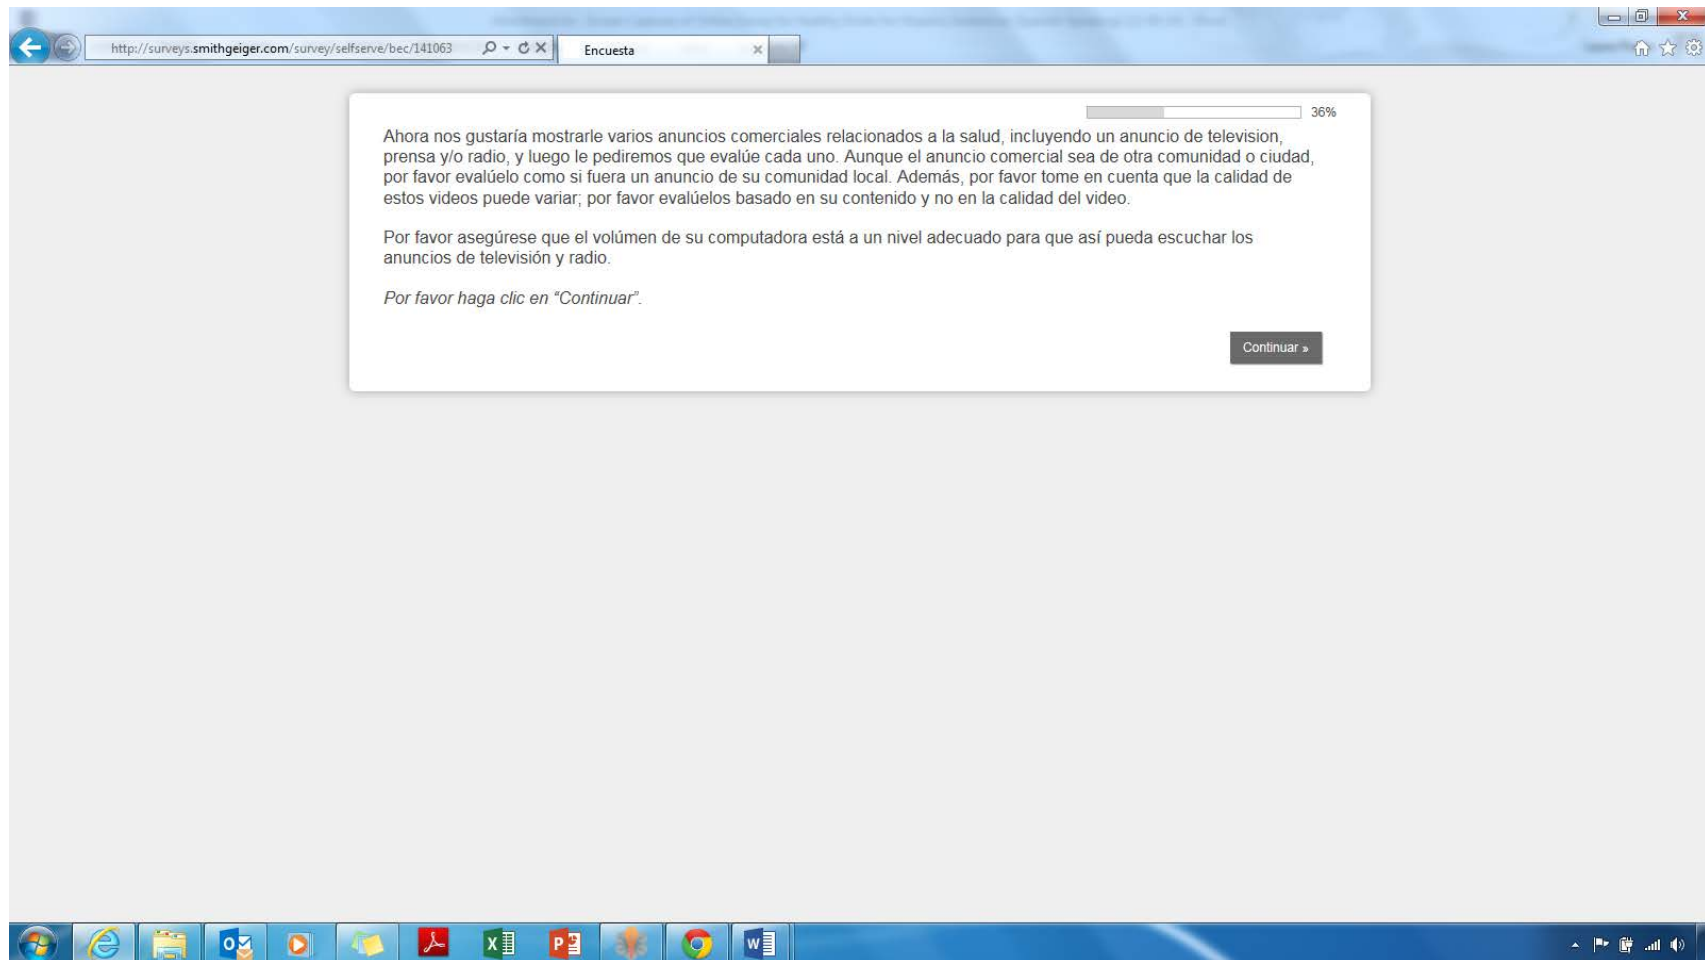 http://surveys.smithgeiger.com/survey/selfserve/bec/141063
Encuesta
36%
Ahora nos gustaría mostrarle varios anuncios comerciales relacionados a la salud, incluyendo un anuncio de television,
prensa y/o radio, y luego le pediremos que evalúe cada uno. Aunque el anuncio comercial sea de otra comunidad o ciudad,
por favor evalúelo como si fuera un anuncio de su comunidad local. Además, por favor tome en cuenta que la calidad de
estos videos puede variar; por favor evalúelos basado en su contenido y no en la calidad del video.
Por favor asegúrese que el volúmen de su computadora está a un nivel adecuado para que así pueda escuchar los
anuncios de televisión y radio.
Por favor haga clic en “Continuar”.
Continuar »